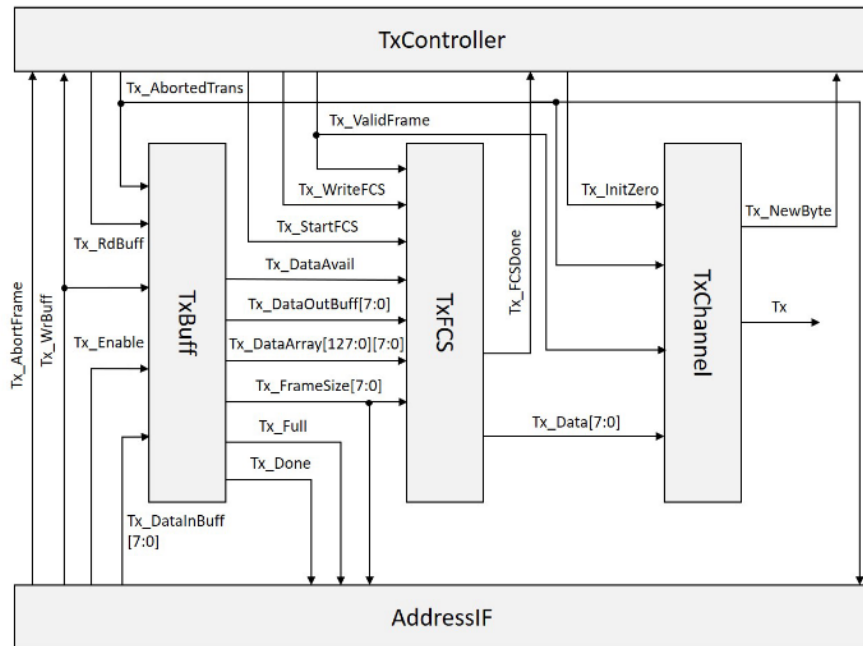 TxController
Tx_AbortedTrans
Tx_ValidFrame
Tx_WriteFCS
Tx_InitZero
Tx_NewByte
Tx_StartFCS
Tx_RdBuff
Tx_DataAvail
Tx_FCSDone
Tx_DataOutBuff[7:0]
Tx
Tx_AbortFrame
Tx_WrBuff
Tx_Enable
TxBuff
Tx_DataArray[127:0][7:0]
TxFCS
TxChannel
Tx_FrameSize[7:0]
Tx_Full
Tx_Data[7:0]
Tx_Done
Tx_DataInBuff
[7:0]
AddressIF